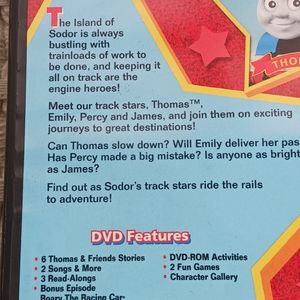 The Island of
Sodor is always
bustling with
trainloads of work to
be done, and keeping it
all on track are the
engine heroes!
THO
Meet our track stars, Thomas™,
Emily, Percy and James, and join them on exciting
journeys to great destinations!
Can Thomas slow down? Will Emily deliver her pas
Has Percy made a big mistake? Is anyone as bright
as James?
Find out as Sodor's track stars ride the rails
to adventure!
DVD Features
• 6 Thomas & Friends Stories
• 2 Songs & More
• 3 Read-Alongs
• Bonus Episode
Roary The Racing Car:
• DVD-ROM Activities
• 2 Fun Games
• Character Gallery